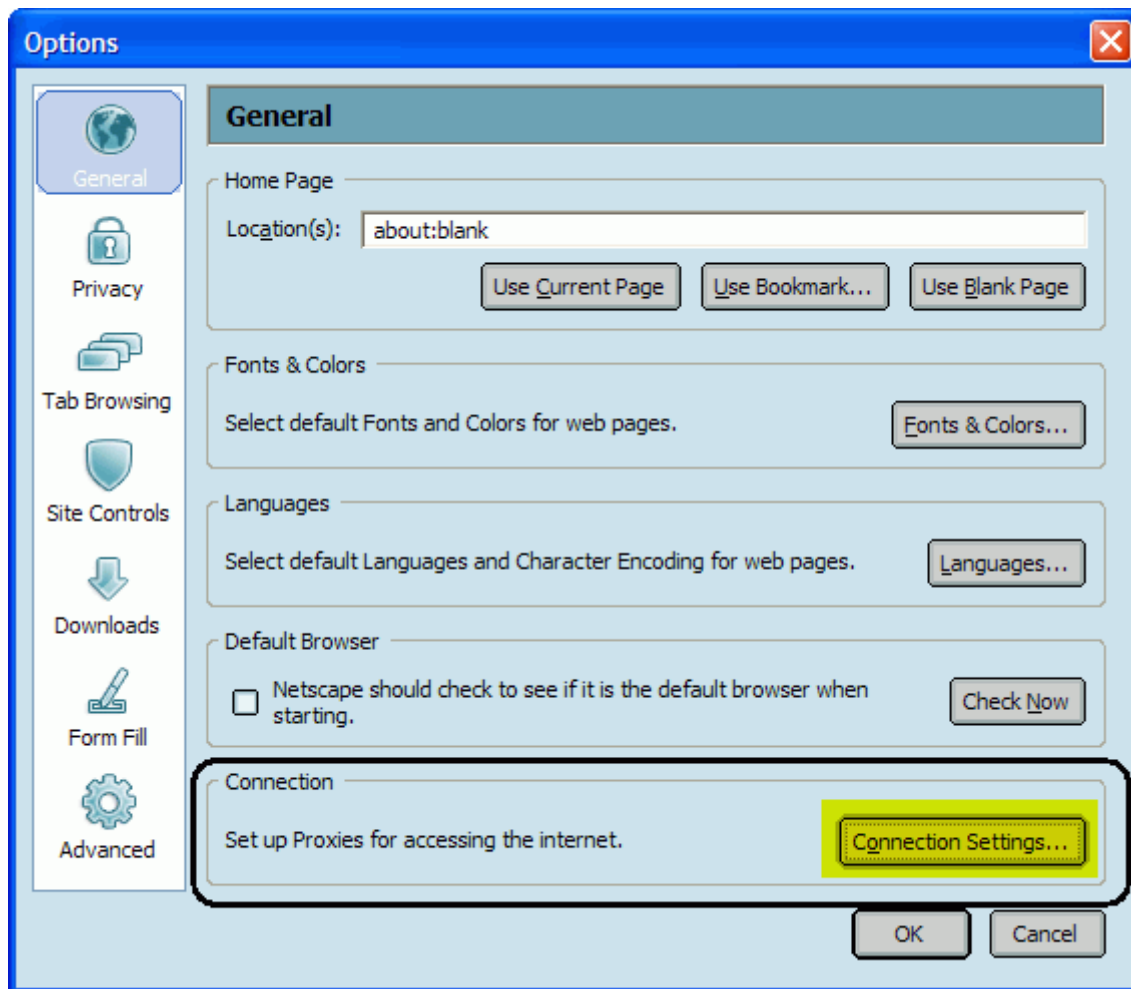 Options
General
General
Home Page
Location(s): about:blank
Use Current Page Use Bookmark... Use Blank Page
Privacy
Fonts & Colors
Tab Browsing
Select default Fonts and Colors for web pages. Fonts & Colors...
Site Controls
Languages
Select default Languages and Character Encoding for web pages. Languages...
Downloads
Default Browser
Netscape should check to see if it is the default browser when
starting.
Check Now
Form Fill
Connection
Set up Proxies for accessing the internet. Connection Settings...
Advanced
OK Cancel